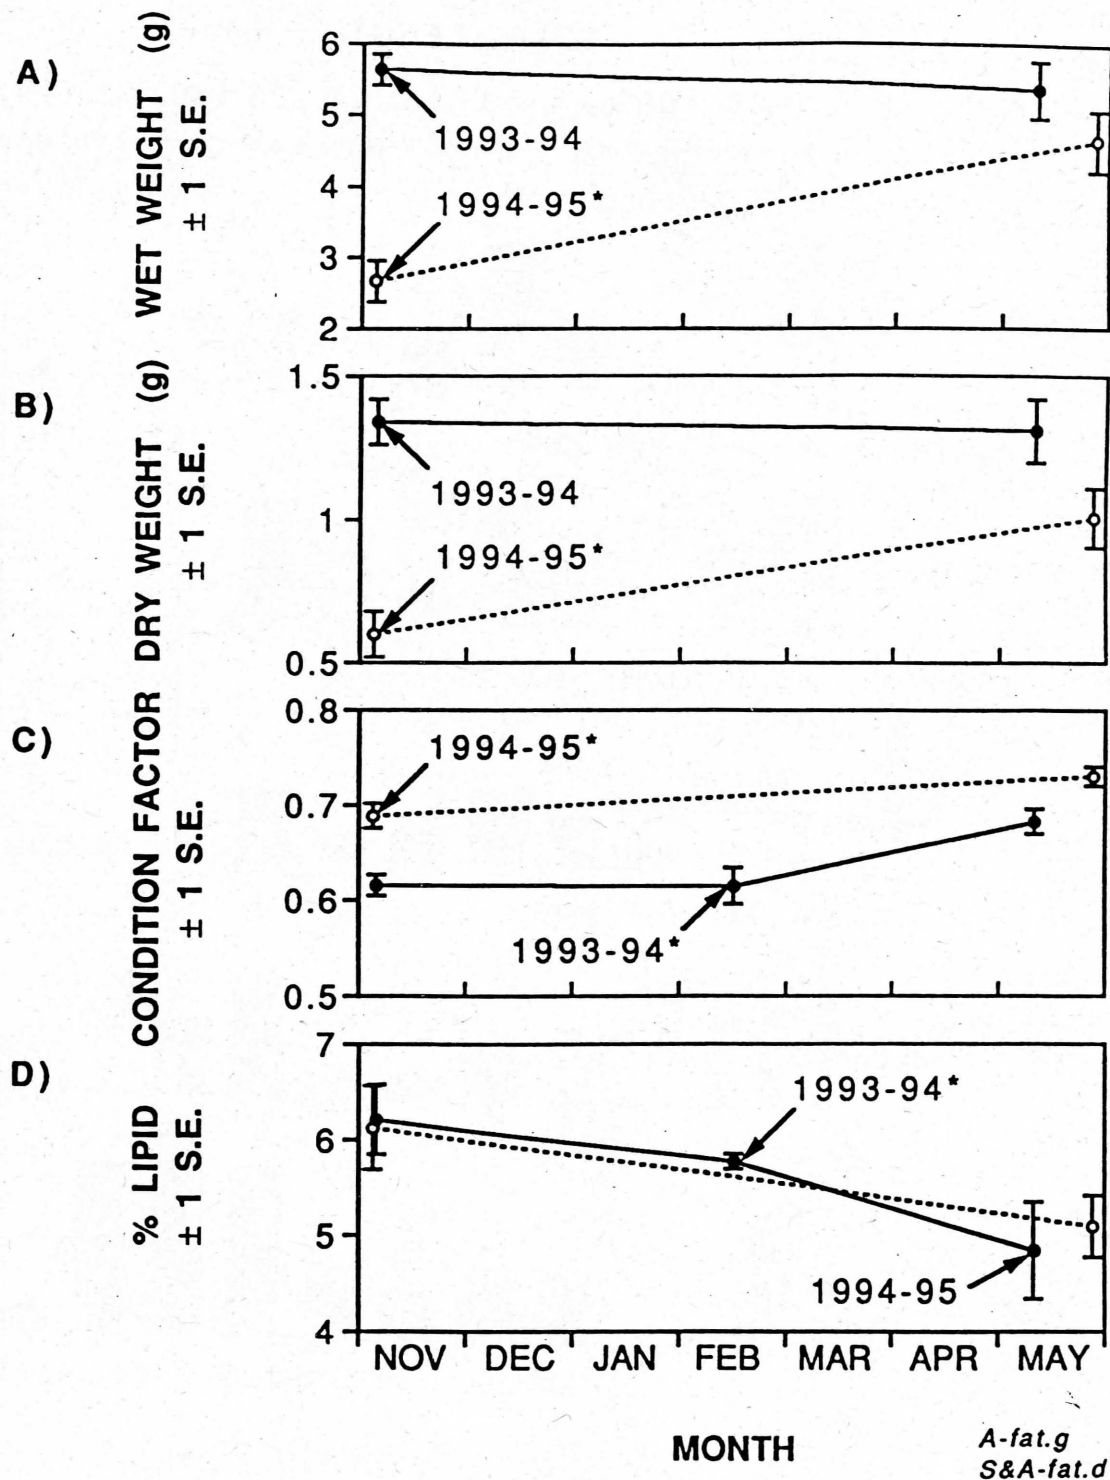 A)
WET WEIGHT (g)
± 1 S.E.
6
5
4
3
2
1993-94
1994-95*
B)
DRY WEIGHT (g)
± 1 S.E.
1.5
1
0.5
1993-94
1994-95*
C)
CONDITION FACTOR
± 1 S.E.
0.8
0.7
0.6
0.5
1994-95*
1993-94*
D)
% LIPID
± 1 S.E.
7
6
5
4
1993-94*
1994-95
NOV DEC JAN FEB MAR APR MAY
MONTH
A-fat.g
S&A-fat.d